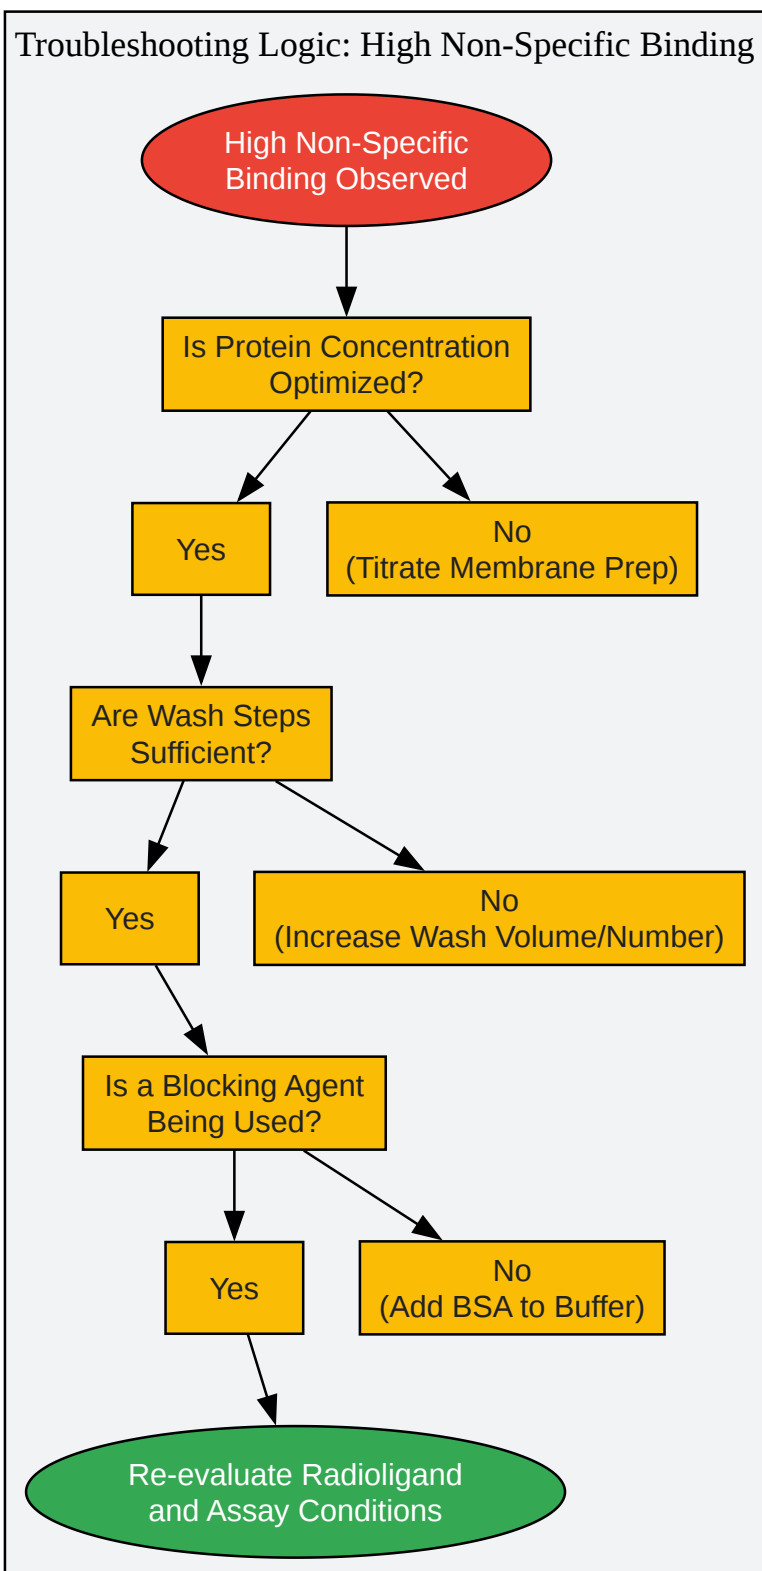 Troubleshooting Logic: High Non-Specific Binding
High Non-Specific
Binding Observed
Is Protein Concentration
Optimized?
Yes
No
(Titrate Membrane Prep)
Are Wash Steps
Sufficient?
Yes
No
(Increase Wash Volume/Number)
Is a Blocking Agent
Being Used?
Yes
No
(Add BSA to Buffer)
Re-evaluate Radioligand
and Assay Conditions